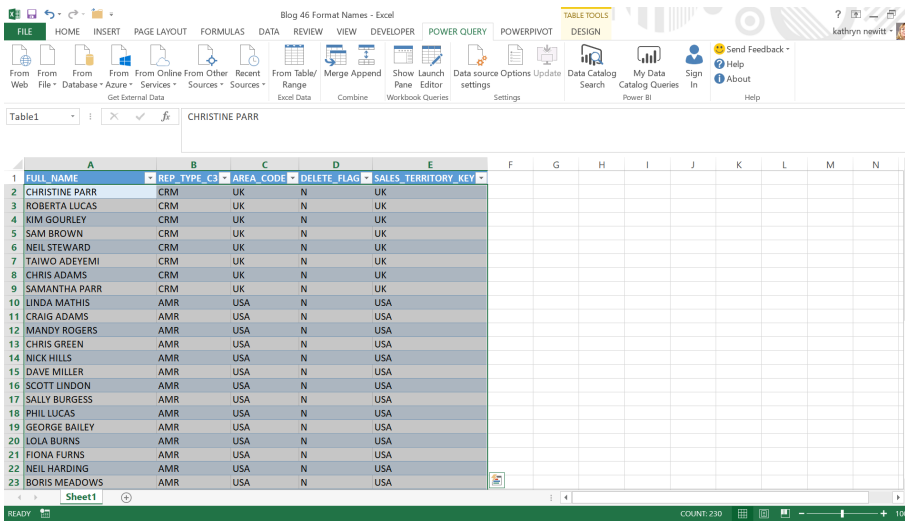 Blog 46 Format Names - Excel
TABLE TOOLS
?
FILE HOME INSERT PAGE LAYOUT FORMULAS DATA REVIEW VIEW DEVELOPER POWER QUERY POWERPIVOT DESIGN
kathryn newitt
From Web
From File
From Database
From Azure
From Online Services
From Other Sources
Recent Sources
From Table/ Range
Merge
Append
Show Pane
Launch Editor
Data source settings
Options
Update
Data Catalog Search
My Data Catalog Queries
Sign In
Send Feedback
Help
About
Get External Data
Excel Data
Combine
Workbook Queries
Settings
Power BI
Help
Table1
fx
CHRISTINE PARR
A B C D E F G H I J K L M N
1 FULL_NAME REP_TYPE_C3 AREA_CODE DELETE_FLAG SALES_TERRITORY_KEY
2 CHRISTINE PARR CRM UK N UK
3 ROBERTA LUCAS CRM UK N UK
4 KIM GOURLEY CRM UK N UK
5 SAM BROWN CRM UK N UK
6 NEIL STEWARD CRM UK N UK
7 TAIWO ADEYEMI CRM UK N UK
8 CHRIS ADAMS CRM UK N UK
9 SAMANTHA PARR CRM UK N UK
10 LINDA MATHIS AMR USA N USA
11 CRAIG ADAMS AMR USA N USA
12 MANDY ROGERS AMR USA N USA
13 CHRIS GREEN AMR USA N USA
14 NICK HILLS AMR USA N USA
15 DAVE MILLER AMR USA N USA
16 SCOTT LINDON AMR USA N USA
17 SALLY BURGESS AMR USA N USA
18 PHIL LUCAS AMR USA N USA
19 GEORGE BAILEY AMR USA N USA
20 LOLA BURNS AMR USA N USA
21 FIONA FURNS AMR USA N USA
22 NEIL HARDING AMR USA N USA
23 BORIS MEADOWS AMR USA N USA
Sheet1
READY
COUNT: 230